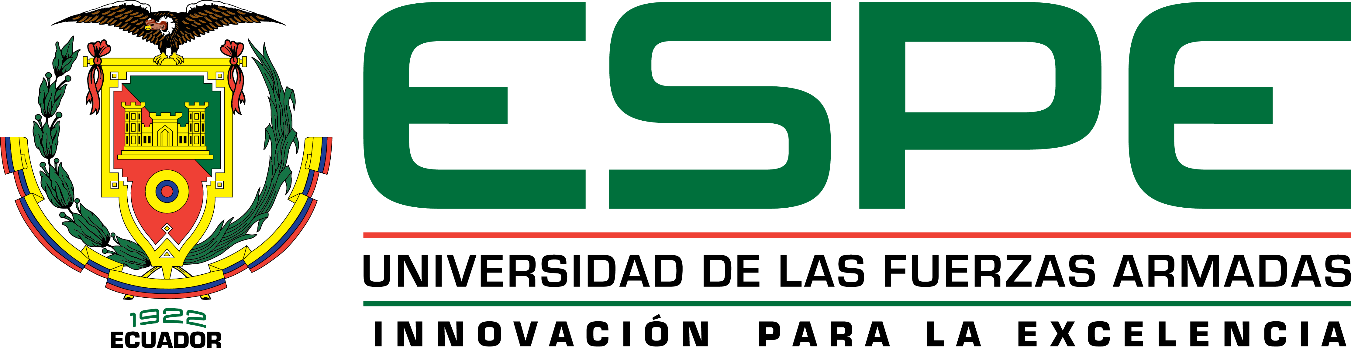 1922
ECUADOR
ESPE
UNIVERSIDAD DE LAS FUERZAS ARMADAS
INNOVACIÓN PARA LA EXCELENCIA